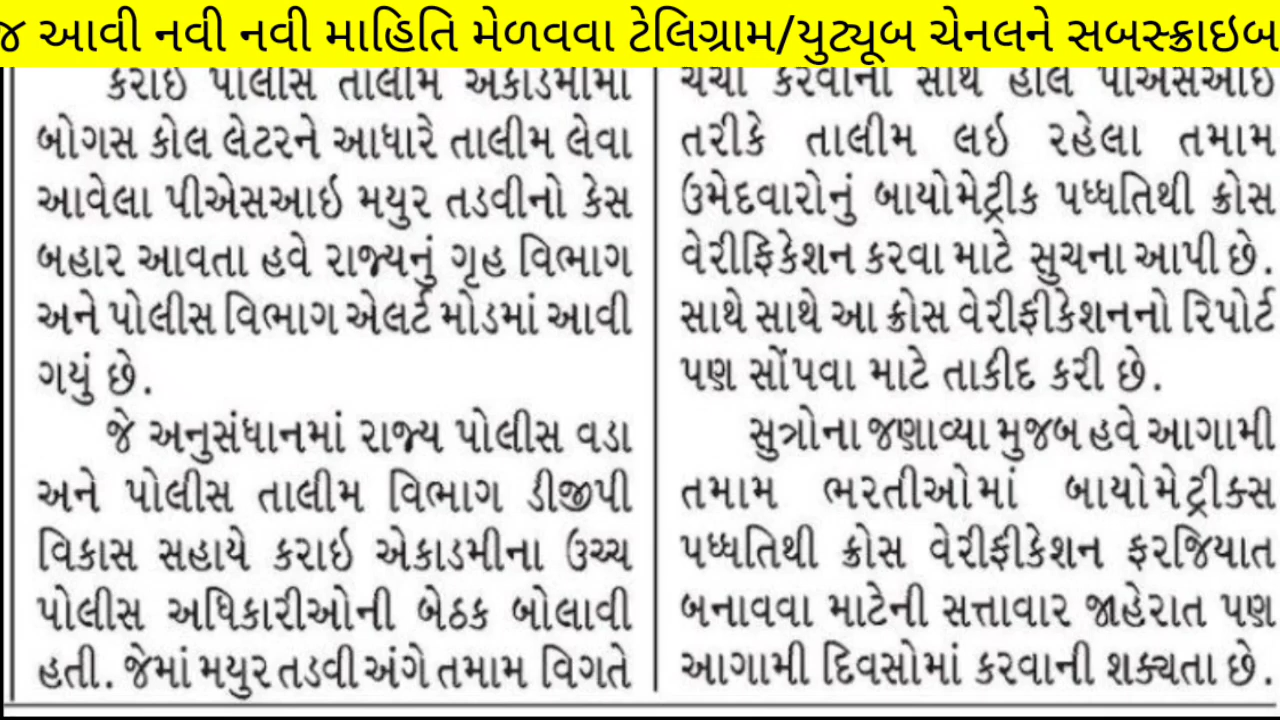 જ આવી નવી નવી માહિતિ મેળવવા ટેલિગ્રામ/યુટ્યૂબ ચેનલને સબસ્ક્રાઇબ
કરાઇ પોલીસ તાલીમ એકાડમીમાં
બોગસ કોલ લેટરને આધારે તાલીમ લેવા
આવેલા પીએસઆઇ મયુર તડવીનો કેસ
બહાર આવતા હવે રાજ્યનું ગૃહ વિભાગ
અને પોલીસ વિભાગ એલર્ટ મોડમાં આવી
ગયું છે.
જે અનુસંધાનમાં રાજ્ય પોલીસ વડા
અને પોલીસ તાલીમ વિભાગ ડીજીપી
વિકાસ સહાયે કરાઇ એકાડમીના ઉચ્ચ
પોલીસ અધિકારીઓની બેઠક બોલાવી
હતી. જેમાં મયુર તડવી અંગે તમામ વિગતે
ચર્ચા કરવાની સાથે હાલ પીએસઆઇ
તરીકે તાલીમ લઇ રહેલા તમામ
ઉમેદવારોનું બાયોમેટ્રીક પધ્ધતિથી ક્રોસ
વેરીફિકેશન કરવા માટે સુચના આપી છે.
સાથે સાથે આ ક્રોસ વેરીફીકેશનનો રિપોર્ટ
પણ સોંપવા માટે તાકીદ કરી છે.
સુત્રોના જણાવ્યા મુજબ હવે આગામી
તમામ ભરતીઓમાં બાયોમેટ્રીક્સ
પધ્ધતિથી ક્રોસ વેરીફીકેશન ફરજિયાત
બનાવવા માટેની સત્તાવાર જાહેરાત પણ
આગામી દિવસોમાં કરવાની શક્યતા છે.